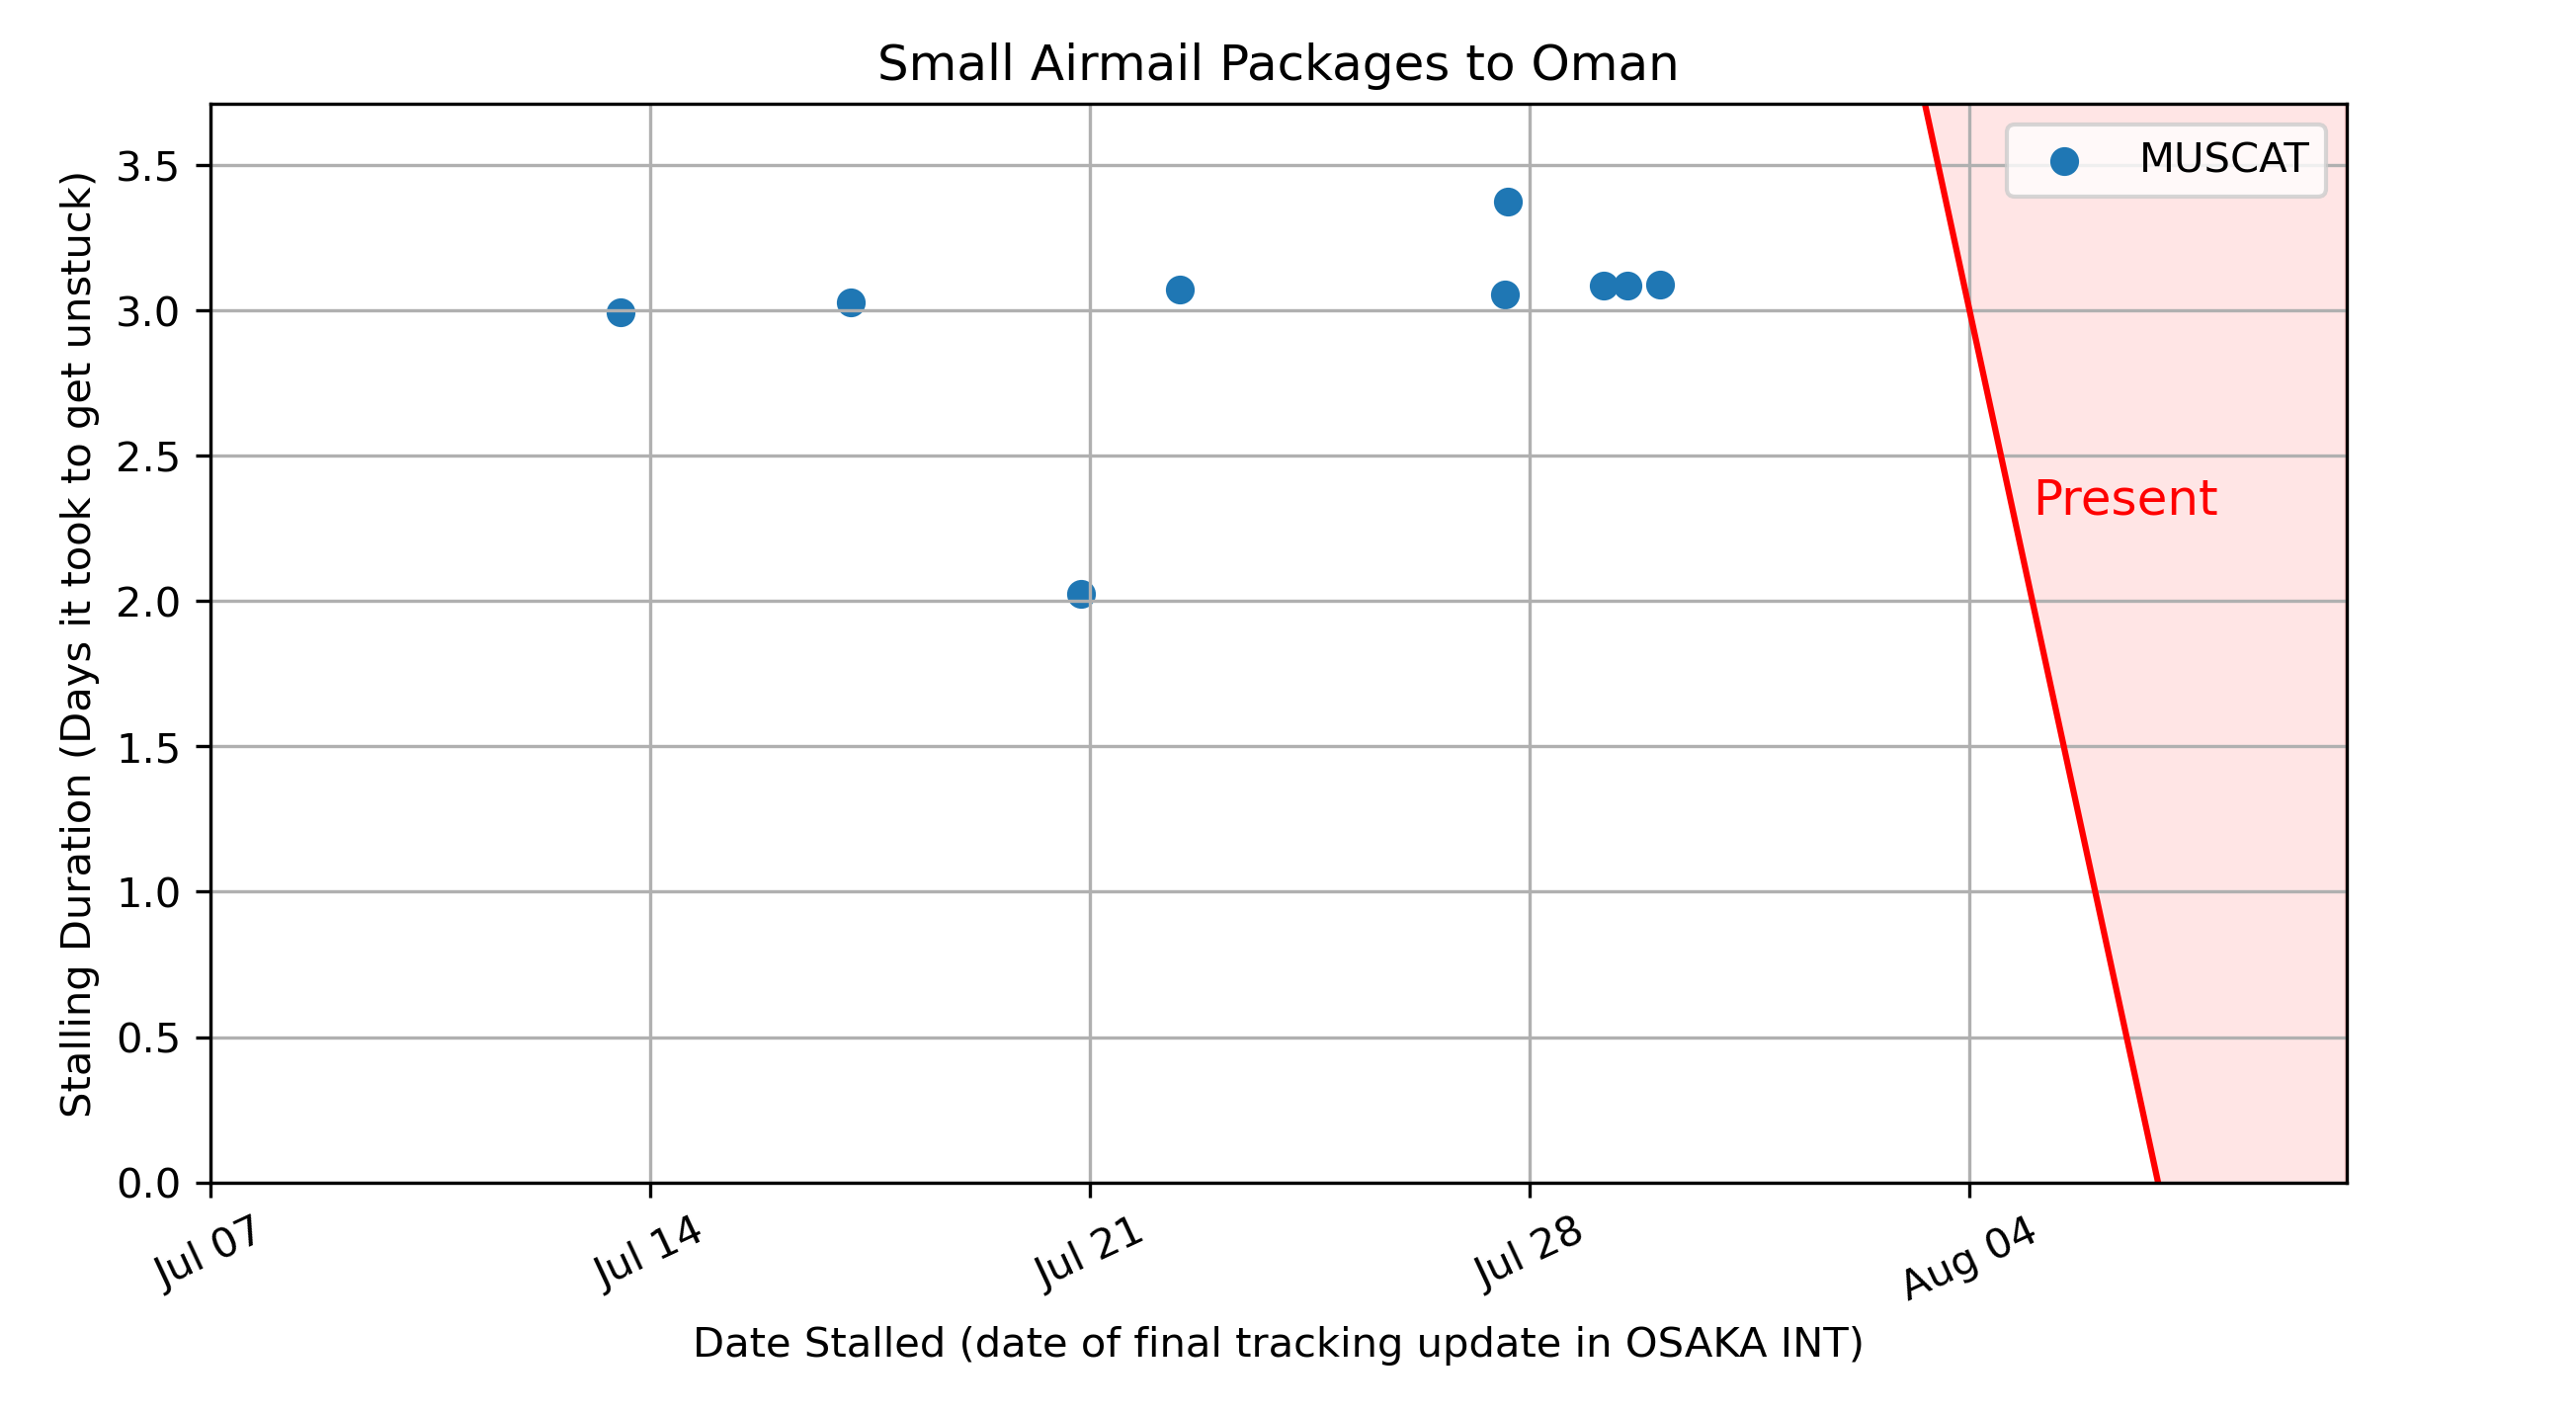 Small Airmail Packages to Oman
MUSCAT
Present
Stalling Duration (Days it took to get unstuck)
3.5
3.0
2.5
2.0
1.5
1.0
0.5
0.0
Jul 07
Jul 14
Jul 21
Jul 28
Aug 04
Date Stalled (date of final tracking update in OSAKA INT)